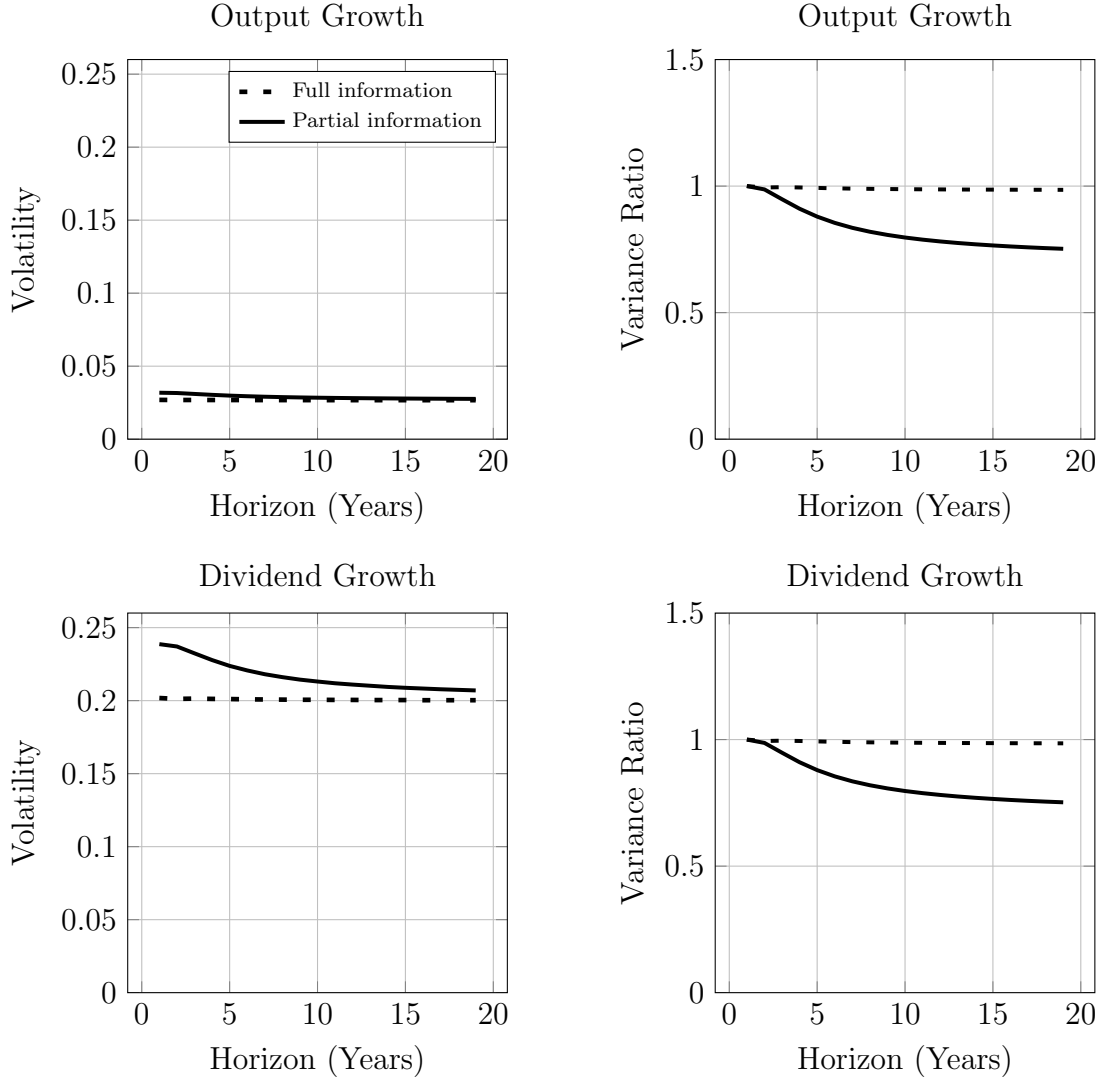 Output Growth
0.25
0.2
0.15
0.1
0.05
0
Volatility
Full information
Partial information
0 5 10 15 20
Horizon (Years)
Output Growth
1.5
1
0.5
0
Variance Ratio
0 5 10 15 20
Horizon (Years)
Dividend Growth
0.25
0.2
0.15
0.1
0.05
0
Volatility
0 5 10 15 20
Horizon (Years)
Dividend Growth
1.5
1
0.5
0
Variance Ratio
0 5 10 15 20
Horizon (Years)